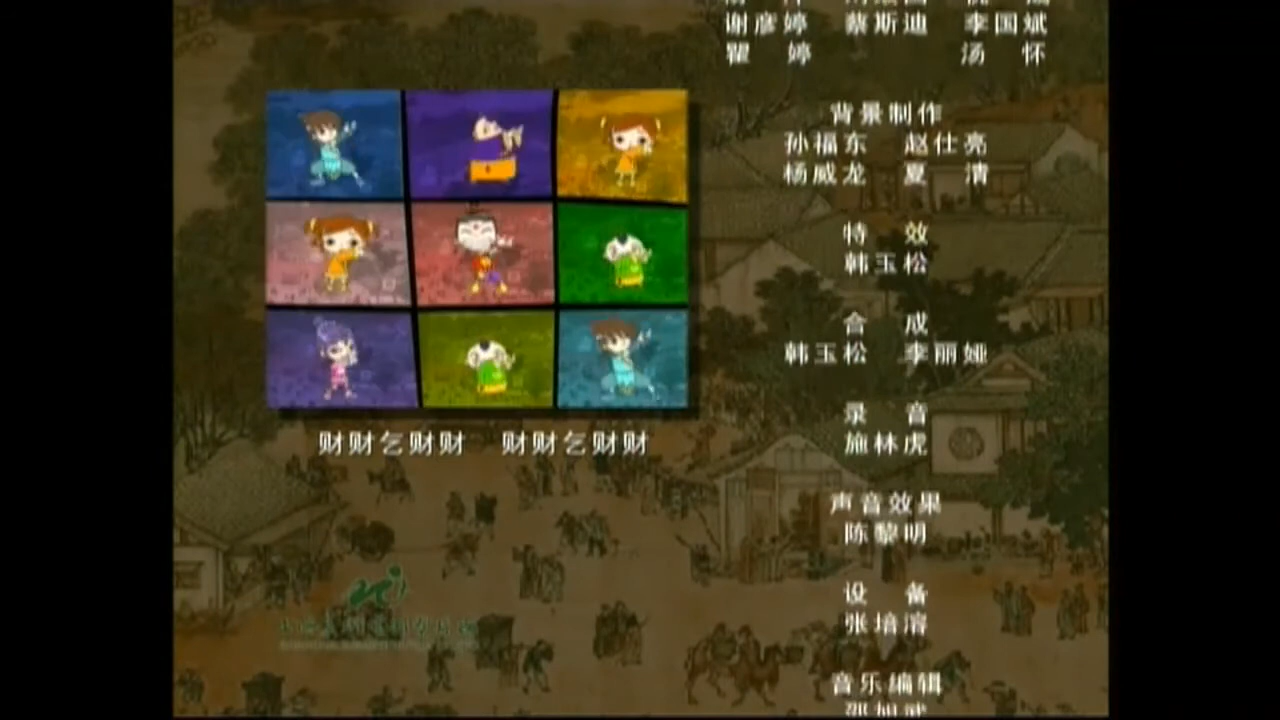 谢彦婷 蔡斯迪 李国斌
瞿 婷 汤 怀
背景制作
孙福东 赵仕亮
杨威龙 夏 清
特 效
韩玉松
合 成
韩玉松 李丽娅
录 音
施林虎
声音效果
陈黎明
设 备
张培溶
音乐编辑
财财乞财财 财财乞财财